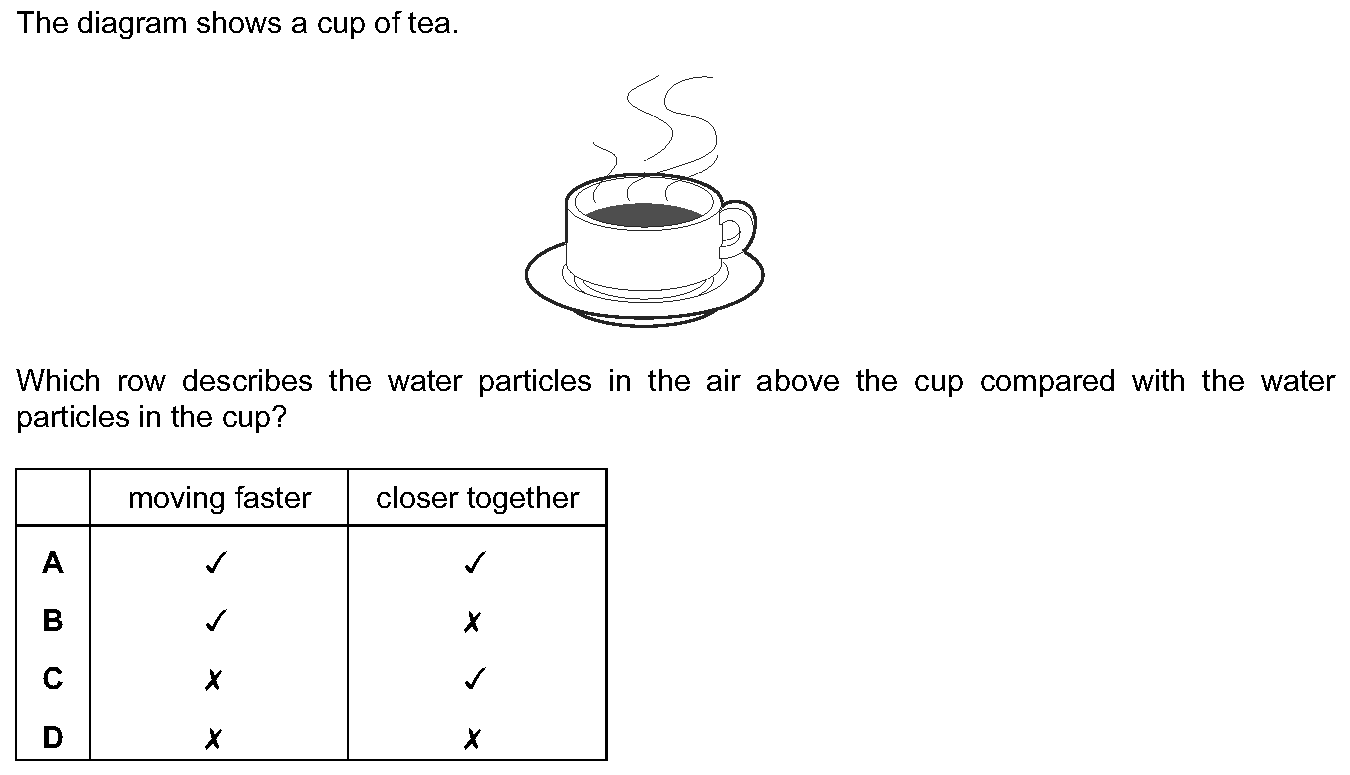 The diagram shows a cup of tea.
Which row describes the water particles in the air above the cup compared with the water
particles in the cup?
moving faster closer together
A ✓ ✓
B ✓ ✗
C ✗ ✓
D ✗ ✗